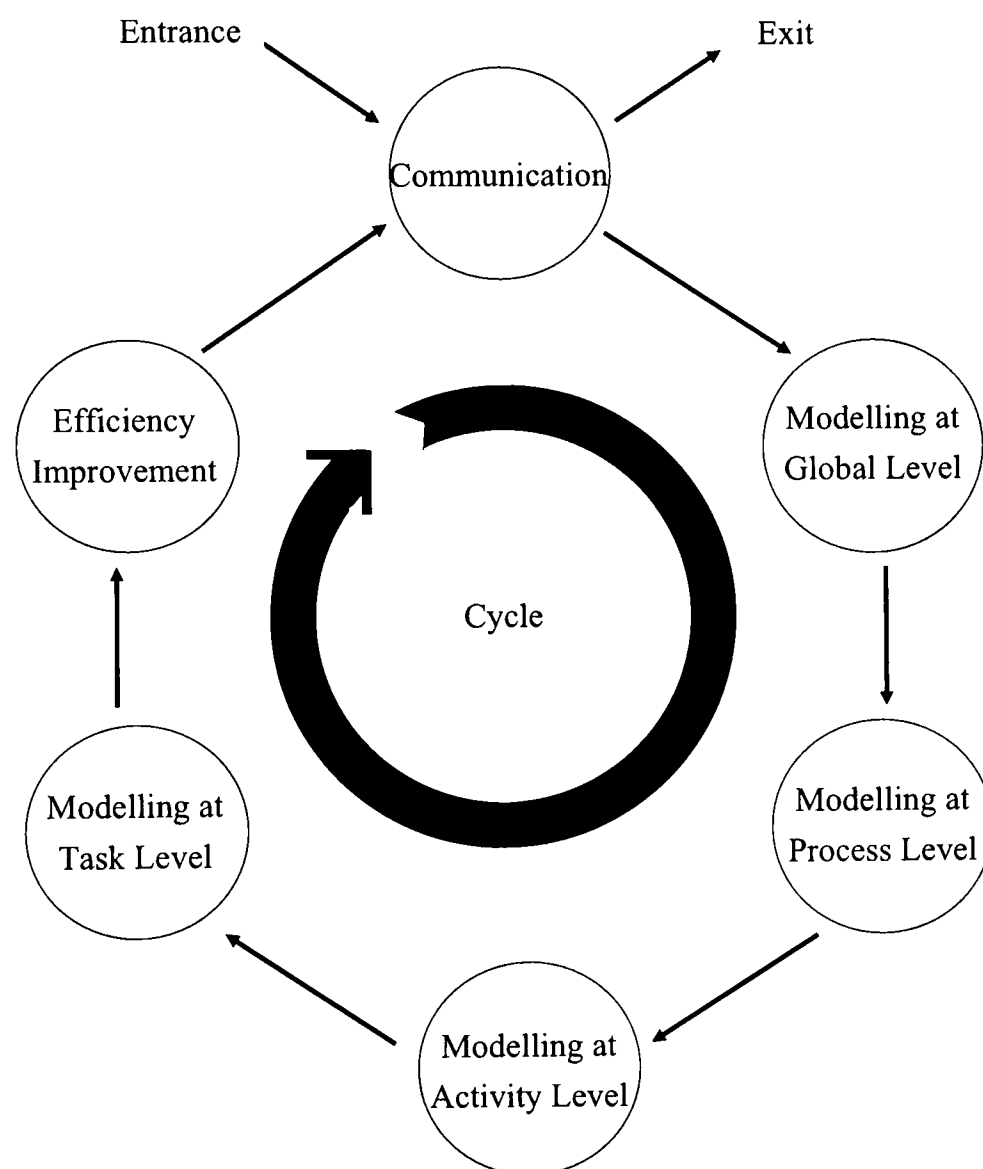 Entrance
Exit
Communication
Efficiency
Improvement
Modelling at
Global Level
Cycle
Modelling at
Task Level
Modelling at
Process Level
Modelling at
Activity Level